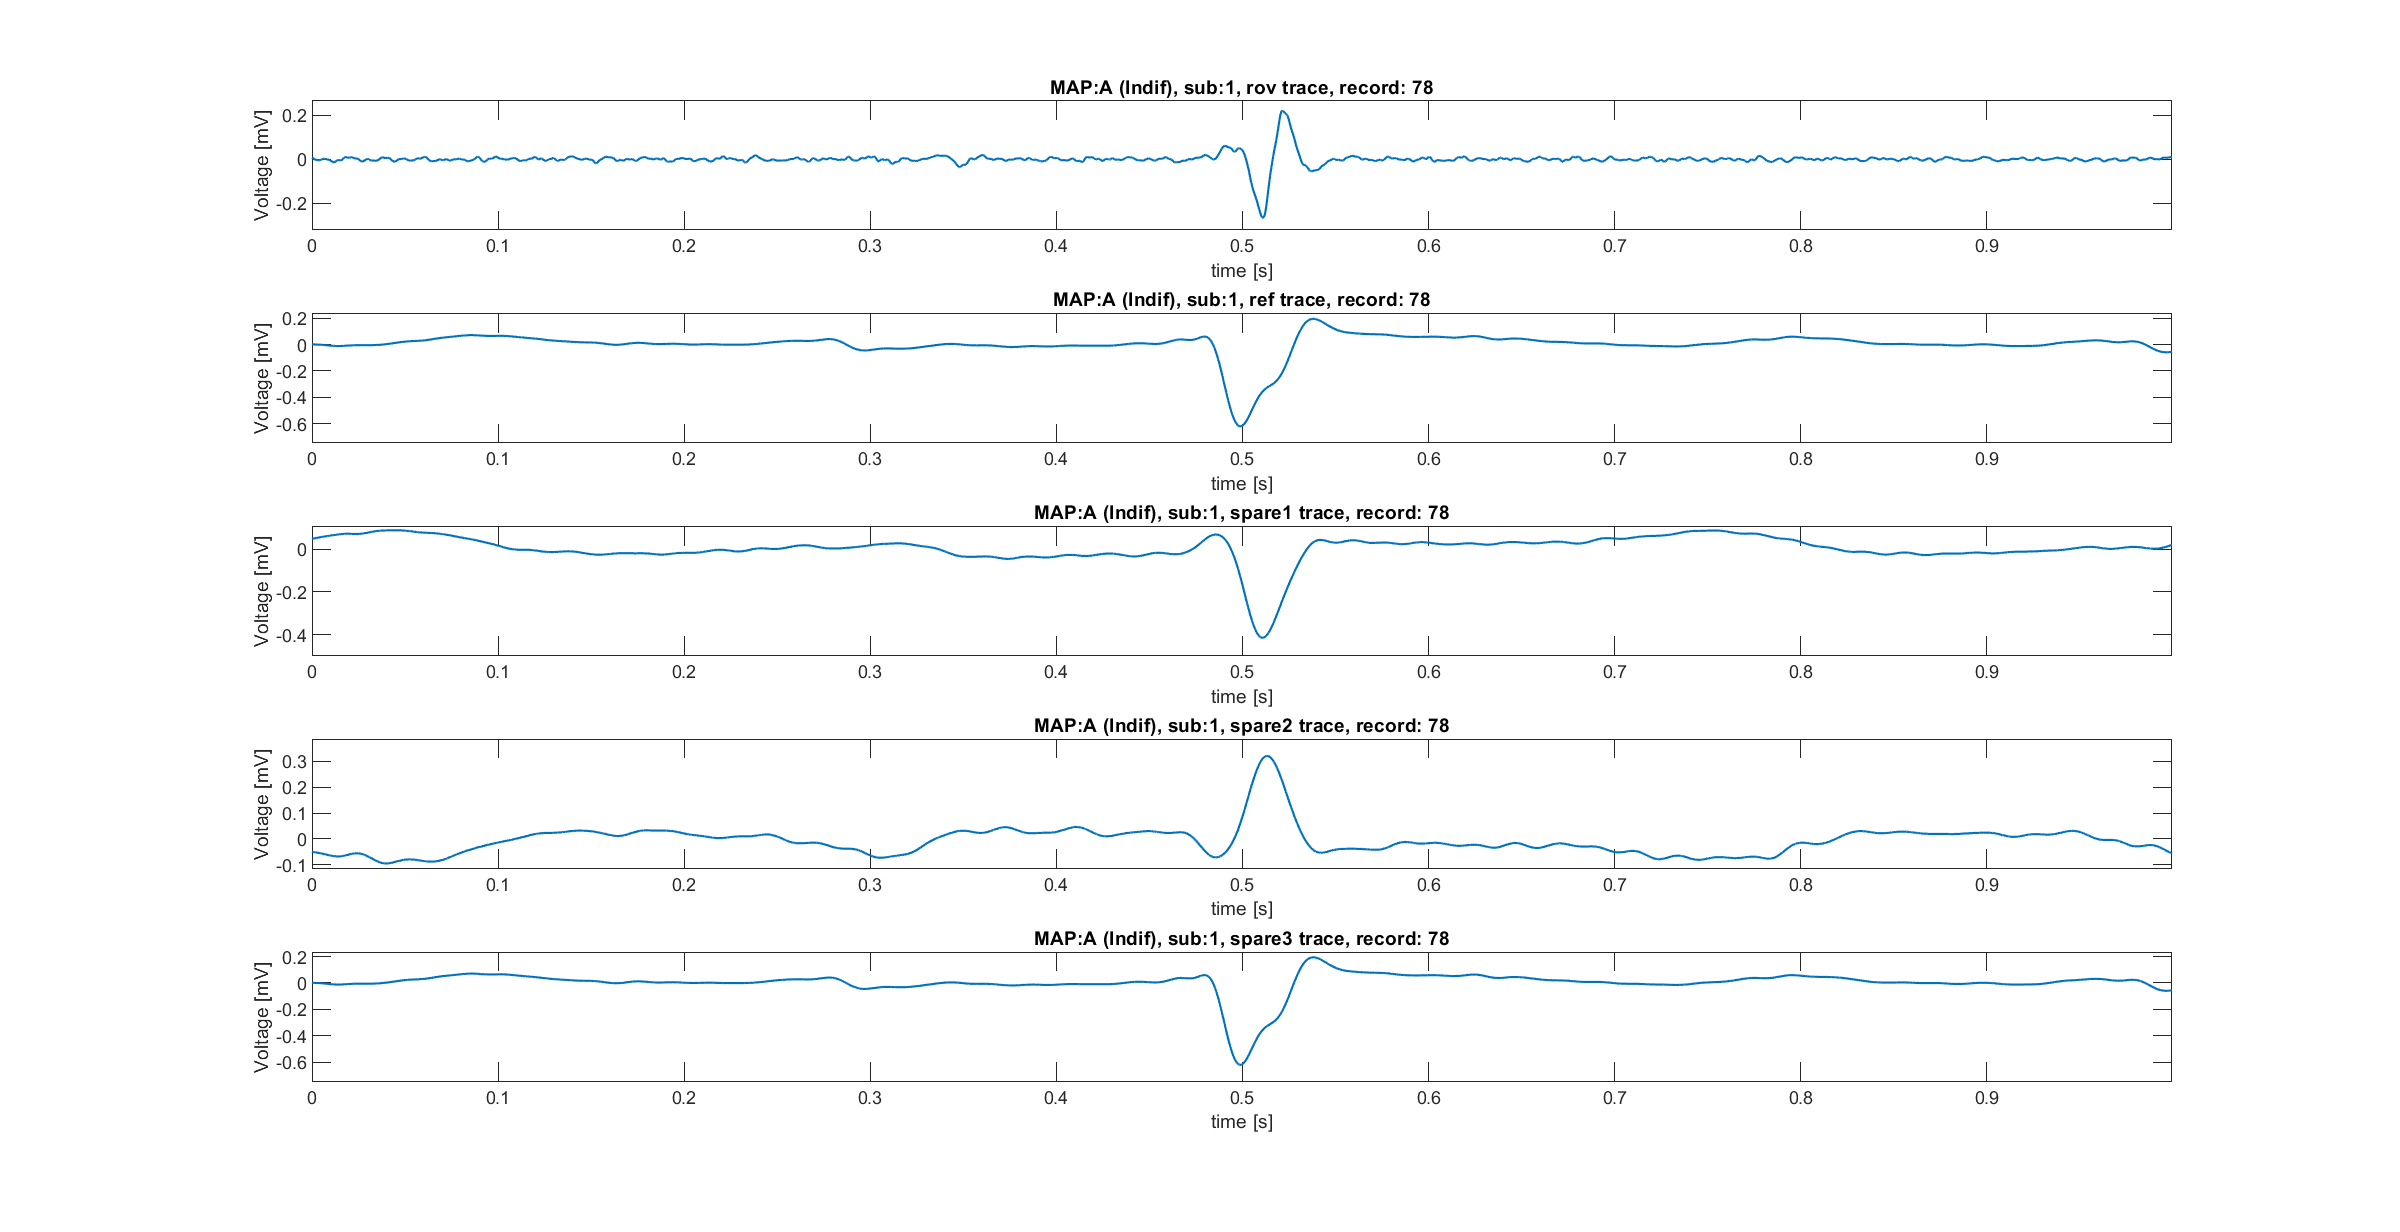 MAP:A (Indif), sub:1, rov trace, record: 78
Voltage [mV]
0.2
0
-0.2
0 0.1 0.2 0.3 0.4 0.5 0.6 0.7 0.8 0.9
time [s]
MAP:A (Indif), sub:1, ref trace, record: 78
Voltage [mV]
0.2
0
-0.2
-0.4
-0.6
0 0.1 0.2 0.3 0.4 0.5 0.6 0.7 0.8 0.9
time [s]
MAP:A (Indif), sub:1, spare1 trace, record: 78
Voltage [mV]
0
-0.2
-0.4
0 0.1 0.2 0.3 0.4 0.5 0.6 0.7 0.8 0.9
time [s]
MAP:A (Indif), sub:1, spare2 trace, record: 78
Voltage [mV]
0.3
0.2
0.1
0
-0.1
0 0.1 0.2 0.3 0.4 0.5 0.6 0.7 0.8 0.9
time [s]
MAP:A (Indif), sub:1, spare3 trace, record: 78
Voltage [mV]
0.2
0
-0.2
-0.4
-0.6
0 0.1 0.2 0.3 0.4 0.5 0.6 0.7 0.8 0.9
time [s]